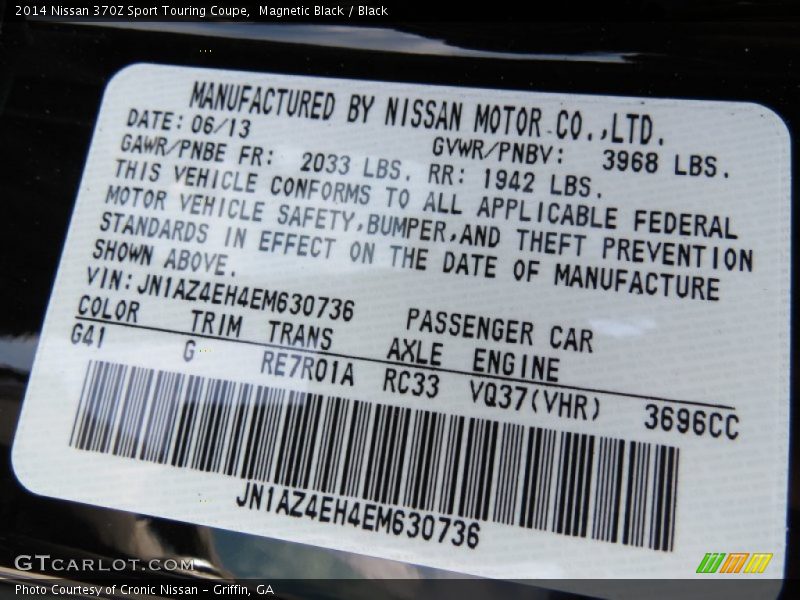 2014 Nissan 370Z Sport Touring Coupe,  Magnetic Black / Black
MANUFACTURED BY NISSAN MOTOR CO.,LTD.
DATE: 06/13 GVWR/PNBV: 3968 LBS.
GAWR/PNBE FR: 2033 LBS. RR: 1942 LBS.
THIS VEHICLE CONFORMS TO ALL APPLICABLE FEDERAL
MOTOR VEHICLE SAFETY,BUMPER,AND THEFT PREVENTION
STANDARDS IN EFFECT ON THE DATE OF MANUFACTURE
SHOWN ABOVE.
VIN: JN1AZ4EH4EM630736 PASSENGER CAR
COLOR TRIM TRANS AXLE ENGINE
G41 G RE7R01A RC33 VQ37(VHR) 3696CC
JN1AZ4EH4EM630736
GTCARLOT.COM
Photo Courtesy of Cronic Nissan - Griffin, GA